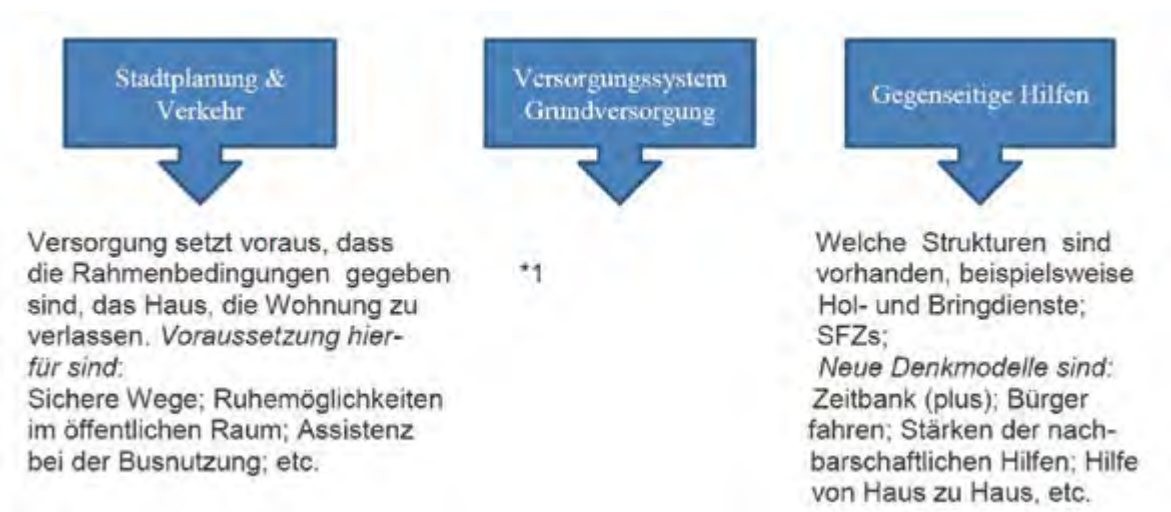 Stadtplanung &
Verkehr
Versorgungssystem
Grundversorgung
Gegenseitige Hilfen
Versorgung setzt voraus, dass
die Rahmenbedingungen gegeben
sind, das Haus, die Wohnung zu
verlassen. Voraussetzung hier-
für sind:
Sichere Wege; Ruhemöglichkeiten
im öffentlichen Raum; Assistenz
bei der Busnutzung; etc.
*1
Welche Strukturen sind
vorhanden, beispielsweise
Hol- und Bringdienste;
SFZs;
Neue Denkmodelle sind:
Zeitbank (plus); Bürger
fahren; Stärken der nach-
barschaftlichen Hilfen; Hilfe
von Haus zu Haus, etc.